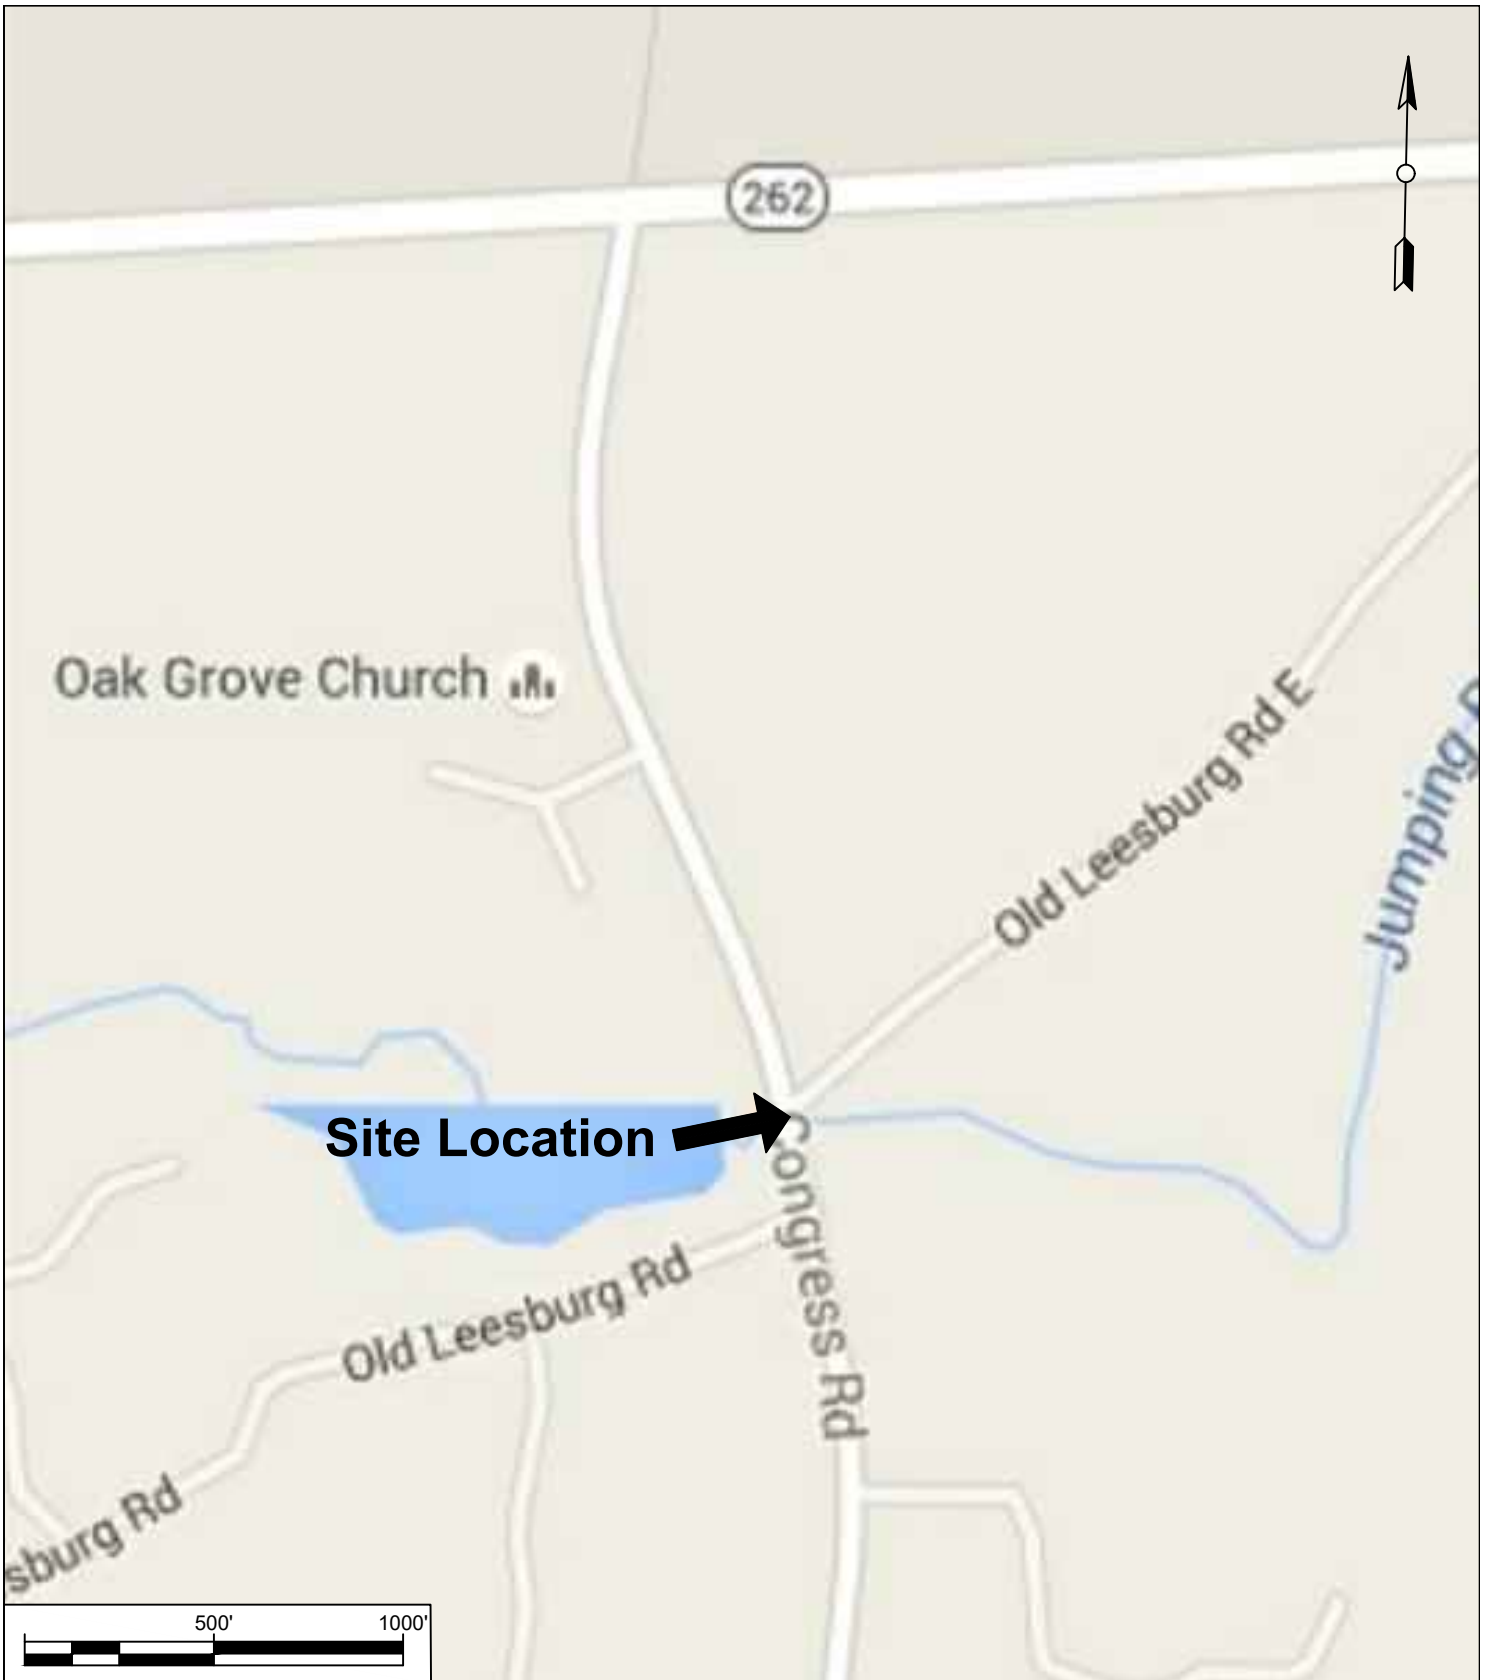 262
Oak Grove Church
Old Leesburg Rd E
Jumping
Site Location
Congress Rd
Old Leesburg Rd
sburg Rd
500'
1000'